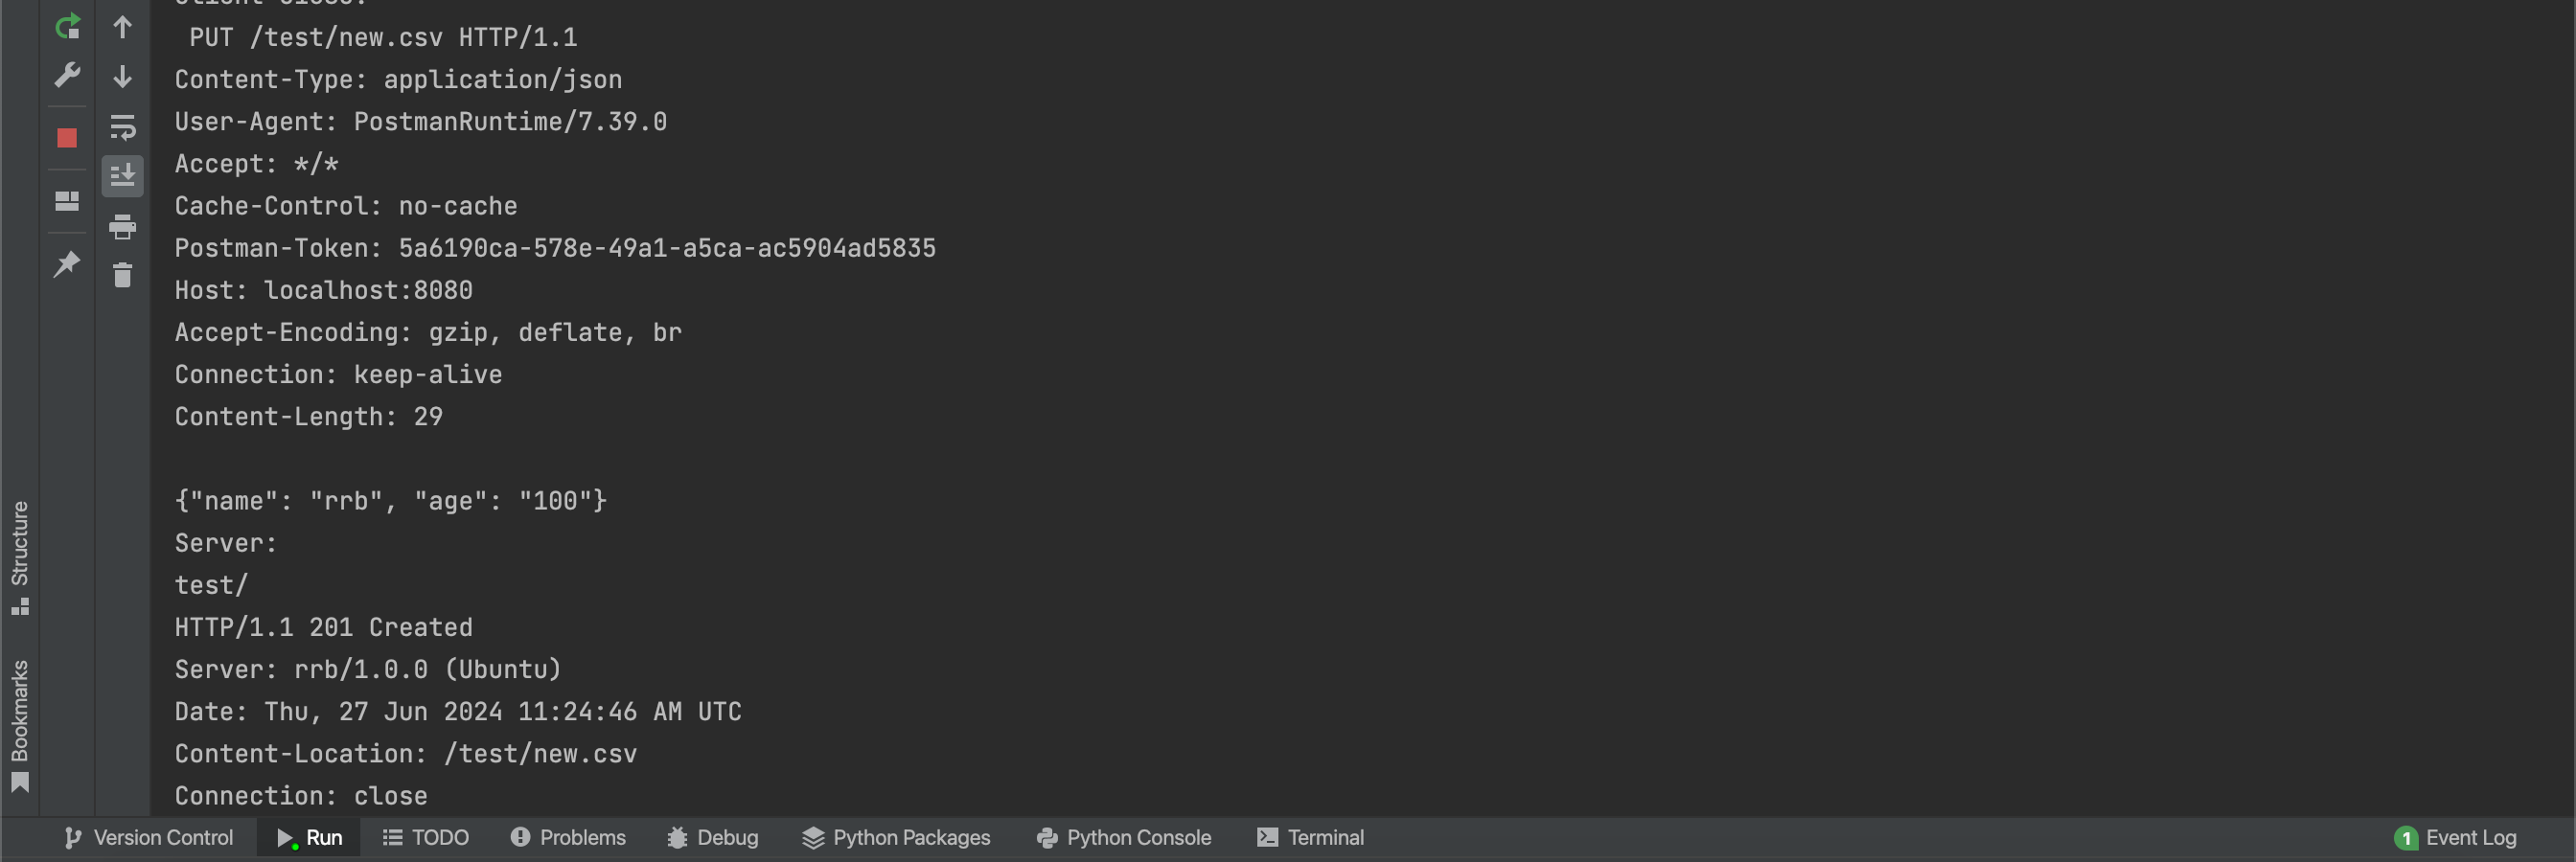 PUT /test/new.csv HTTP/1.1
Content-Type: application/json
User-Agent: PostmanRuntime/7.39.0
Accept: */*
Cache-Control: no-cache
Postman-Token: 5a6190ca-578e-49a1-a5ca-ac5904ad5835
Host: localhost:8080
Accept-Encoding: gzip, deflate, br
Connection: keep-alive
Content-Length: 29

{"name": "rrb", "age": "100"}
Server:
test/
HTTP/1.1 201 Created
Server: rrb/1.0.0 (Ubuntu)
Date: Thu, 27 Jun 2024 11:24:46 AM UTC
Content-Location: /test/new.csv
Connection: close
Structure
Bookmarks
Version Control Run TODO Problems Debug Python Packages Python Console Terminal 1 Event Log